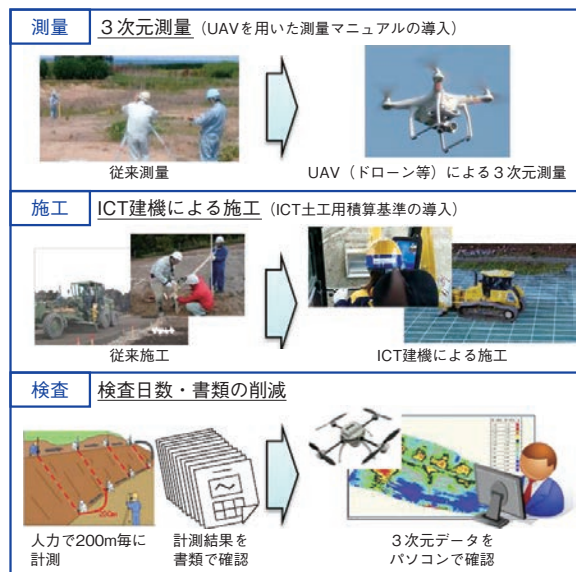 測量 3次元測量（UAVを用いた測量マニュアルの導入）
従来測量
UAV（ドローン等）による3次元測量
施工 ICT建機による施工（ICT土工用積算基準の導入）
従来施工
ICT建機による施工
検査 検査日数・書類の削減
200m
人力で200m毎に
計測
計測結果を
書類で確認
3次元データを
パソコンで確認